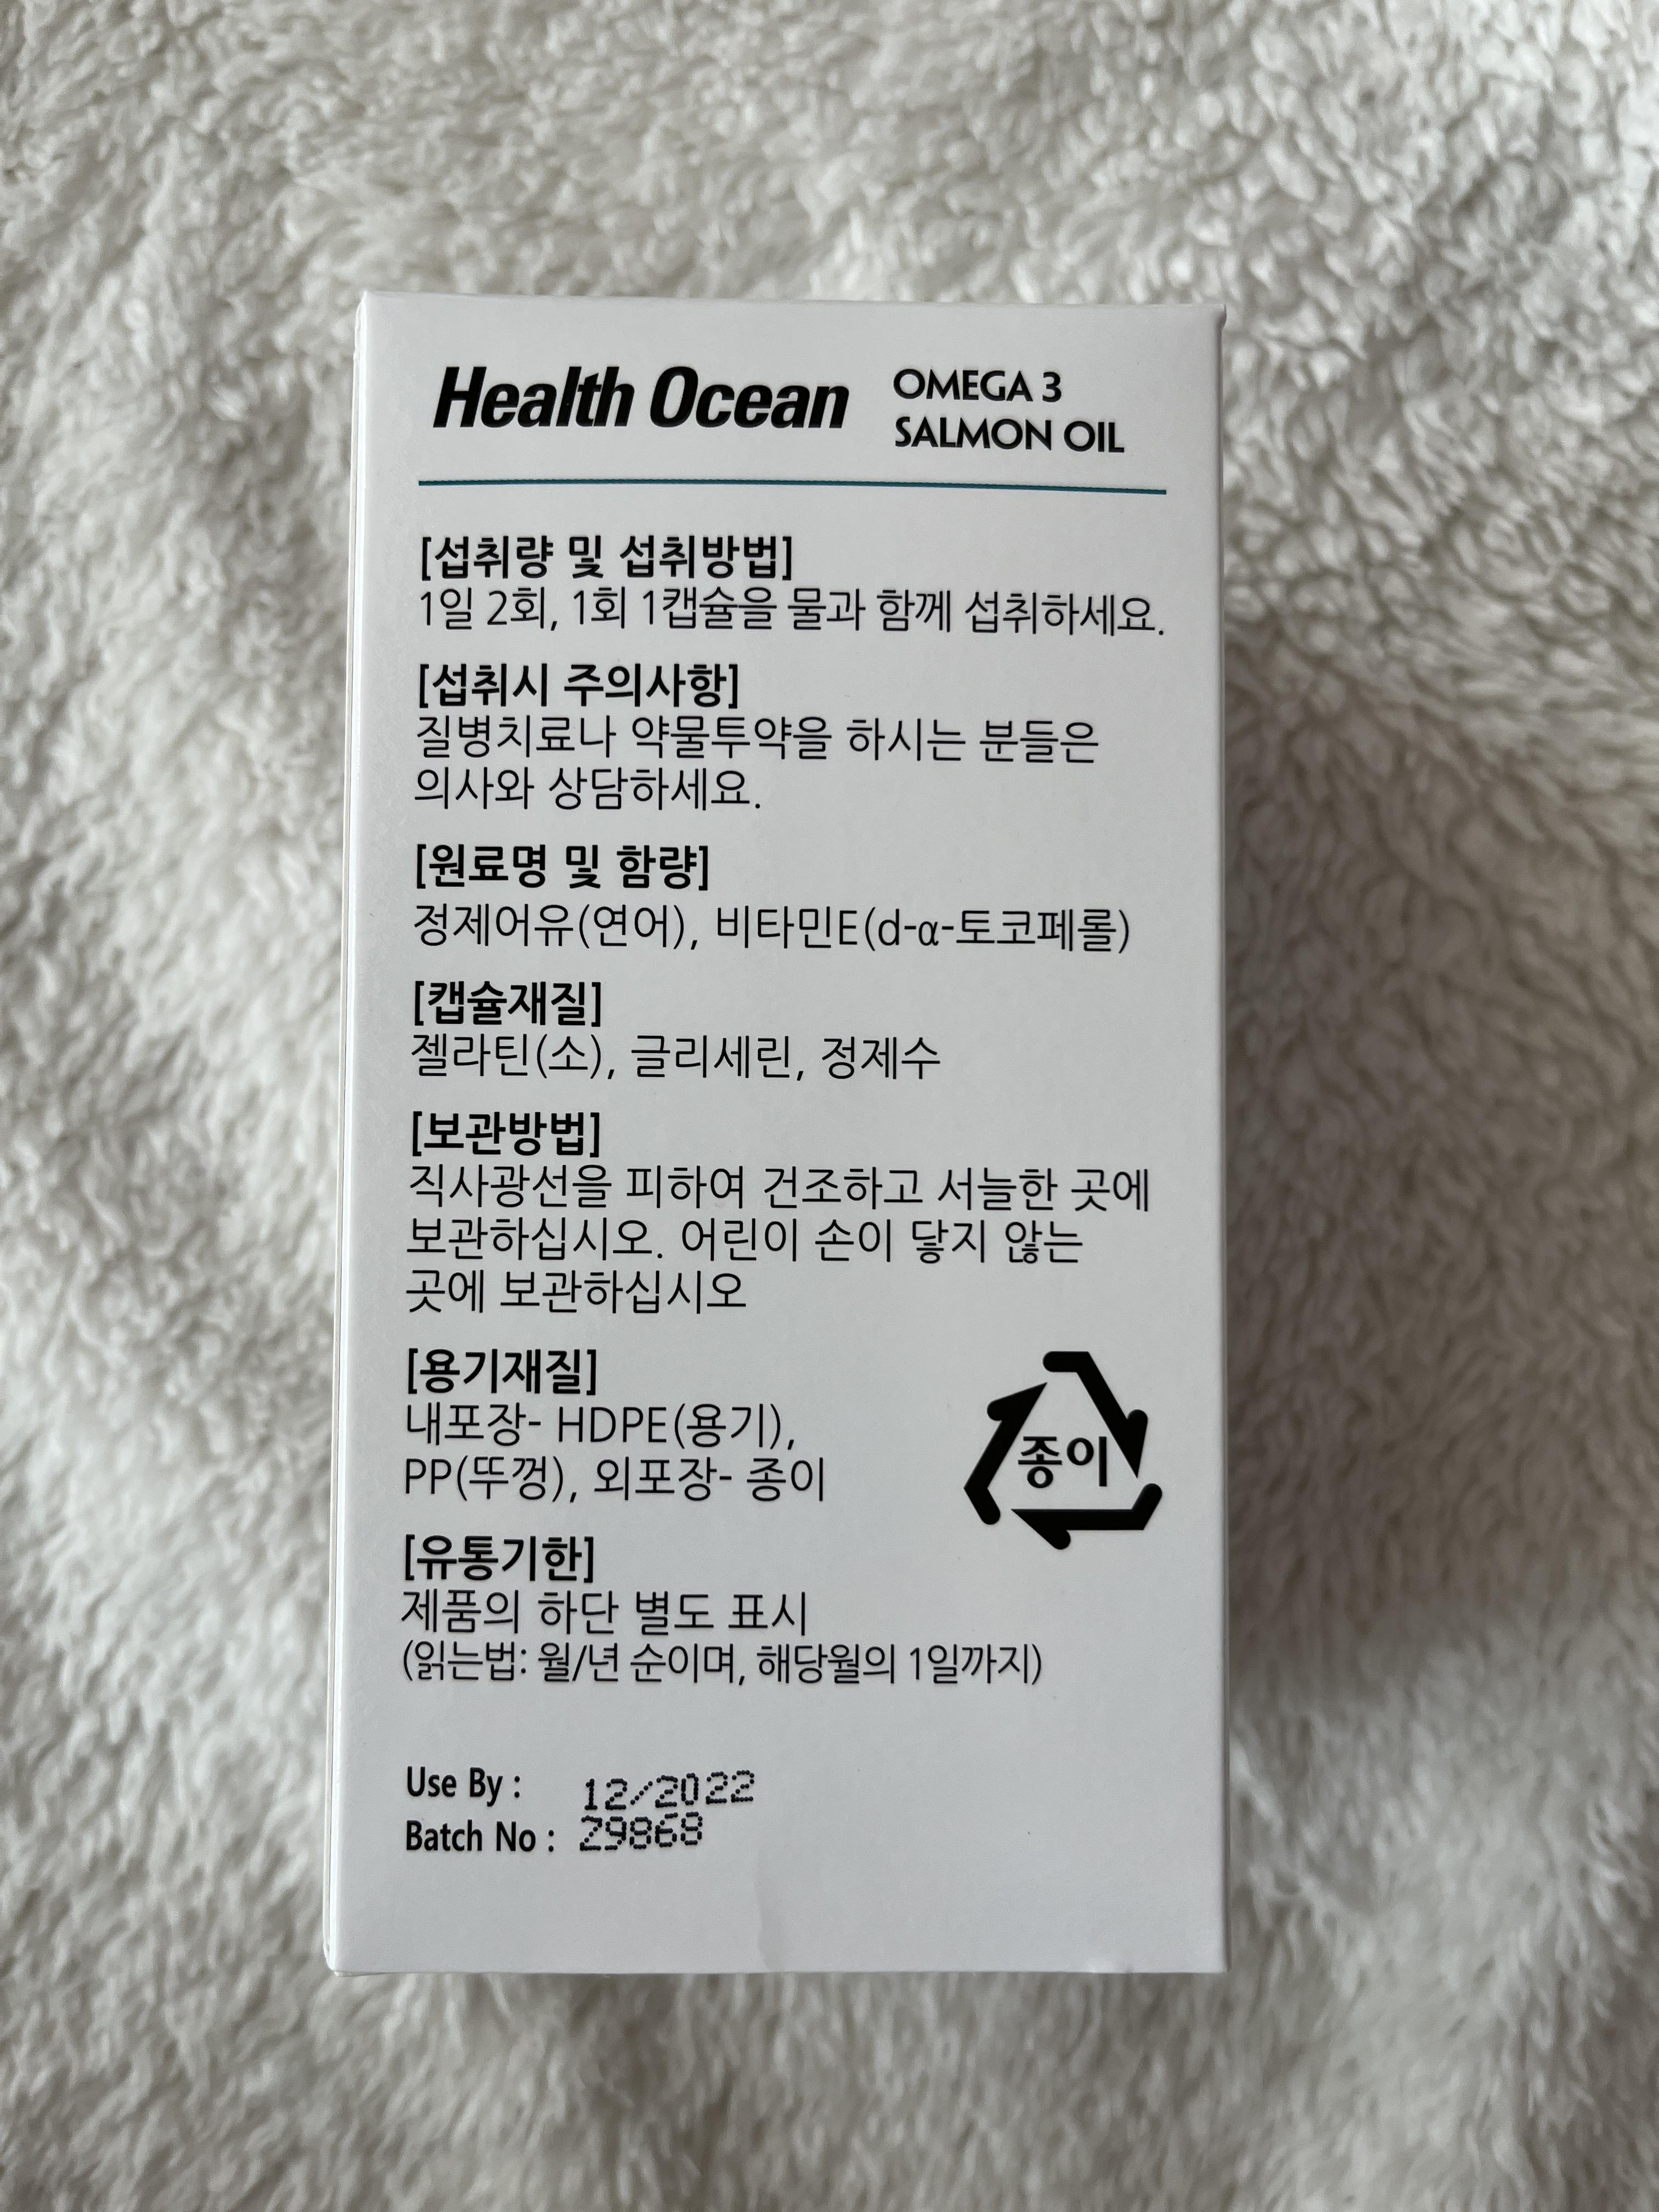 Health Ocean OMEGA 3
SALMON OIL
[섭취량 및 섭취방법]
1일 2회, 1회 1캡슐을 물과 함께 섭취하세요.
[섭취시 주의사항]
질병치료나 약물투약을 하시는 분들은
의사와 상담하세요.
[원료명 및 함량]
정제어유(연어), 비타민E(d-α-토코페롤)
[캡슐재질]
젤라틴(소), 글리세린, 정제수
[보관방법]
직사광선을 피하여 건조하고 서늘한 곳에
보관하십시오. 어린이 손이 닿지 않는
곳에 보관하십시오
[용기재질]
내포장- HDPE(용기),
PP(뚜껑), 외포장- 종이
종이
[유통기한]
제품의 하단 별도 표시
(읽는법: 월/년 순이며, 해당월의 1일까지)
Use By : 12/2022
Batch No : Z9868